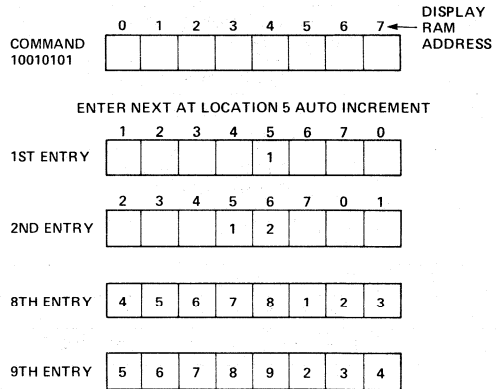 0 1 2 3 4 5 6 7 DISPLAY RAM ADDRESS
COMMAND 10010101
ENTER NEXT AT LOCATION 5 AUTO INCREMENT
1 2 3 4 5 6 7 0
1ST ENTRY 1
2 3 4 5 6 7 0 1
2ND ENTRY 1 2
8TH ENTRY 4 5 6 7 8 1 2 3
9TH ENTRY 5 6 7 8 9 2 3 4